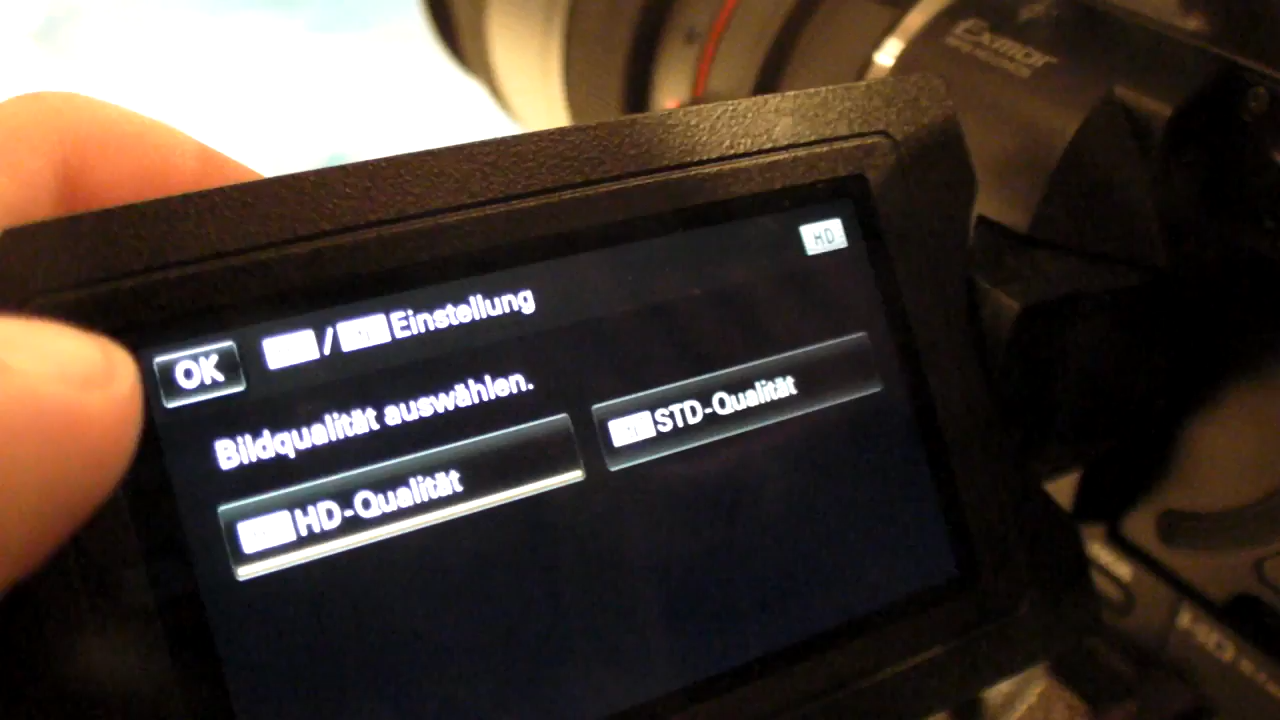 Exmor
HD
OK
/ Einstellung
Bildqualität auswählen.
HD-Qualität
STD-Qualität